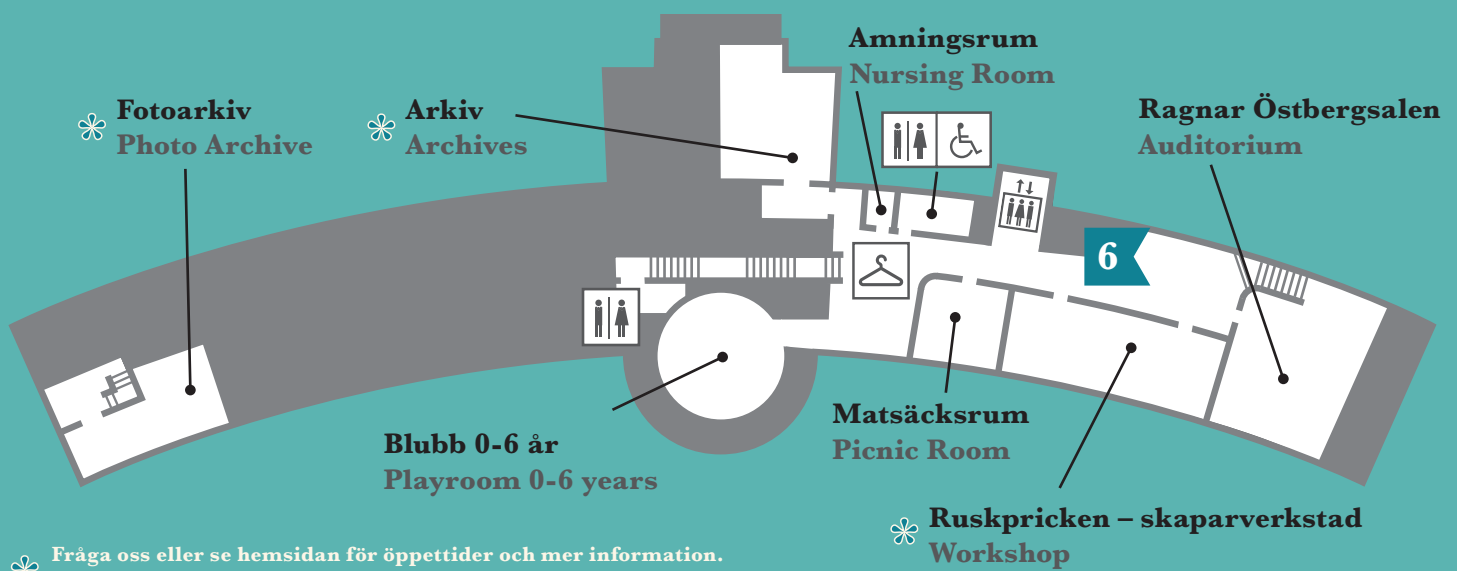 Amningsrum
Nursing Room
Fotoarkiv
Photo Archive
Arkiv
Archives
Ragnar Östbergsalen
Auditorium
6
Matsäcksrum
Picnic Room
Blubb 0-6 år
Playroom 0-6 years
Ruskpricken – skaparverkstad
Workshop
Fråga oss eller se hemsidan för öppettider och mer information.